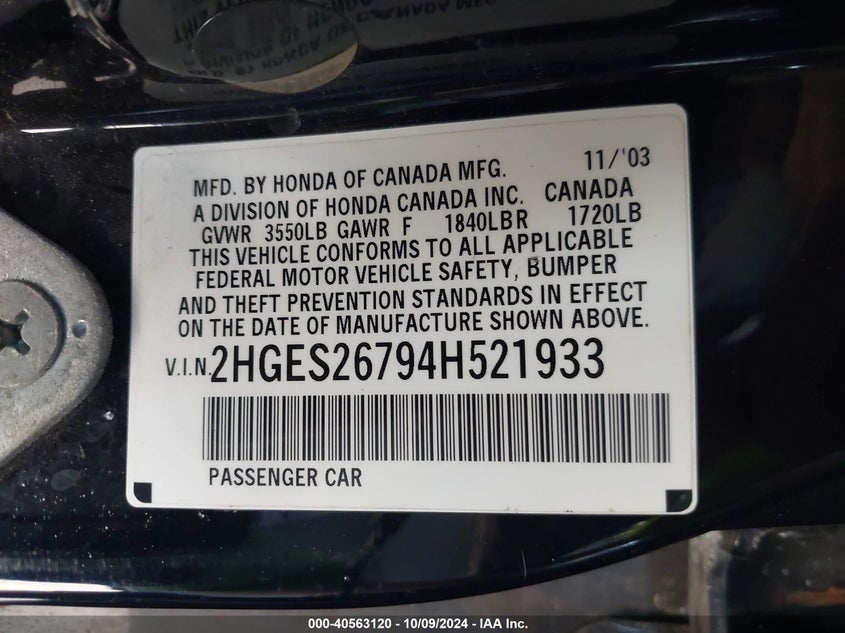 MFD. BY HONDA OF CANADA MFG. 11/'03
A DIVISION OF HONDA CANADA INC. CANADA
GVWR 3550LB GAWR F 1840LBR 1720LB
THIS VEHICLE CONFORMS TO ALL APPLICABLE
FEDERAL MOTOR VEHICLE SAFETY, BUMPER
AND THEFT PREVENTION STANDARDS IN EFFECT
ON THE DATE OF MANUFACTURE SHOWN ABOVE.
V.I.N. 2HGES26794H521933
PASSENGER CAR
000-40563120 - 10/09/2024 - IAA Inc.